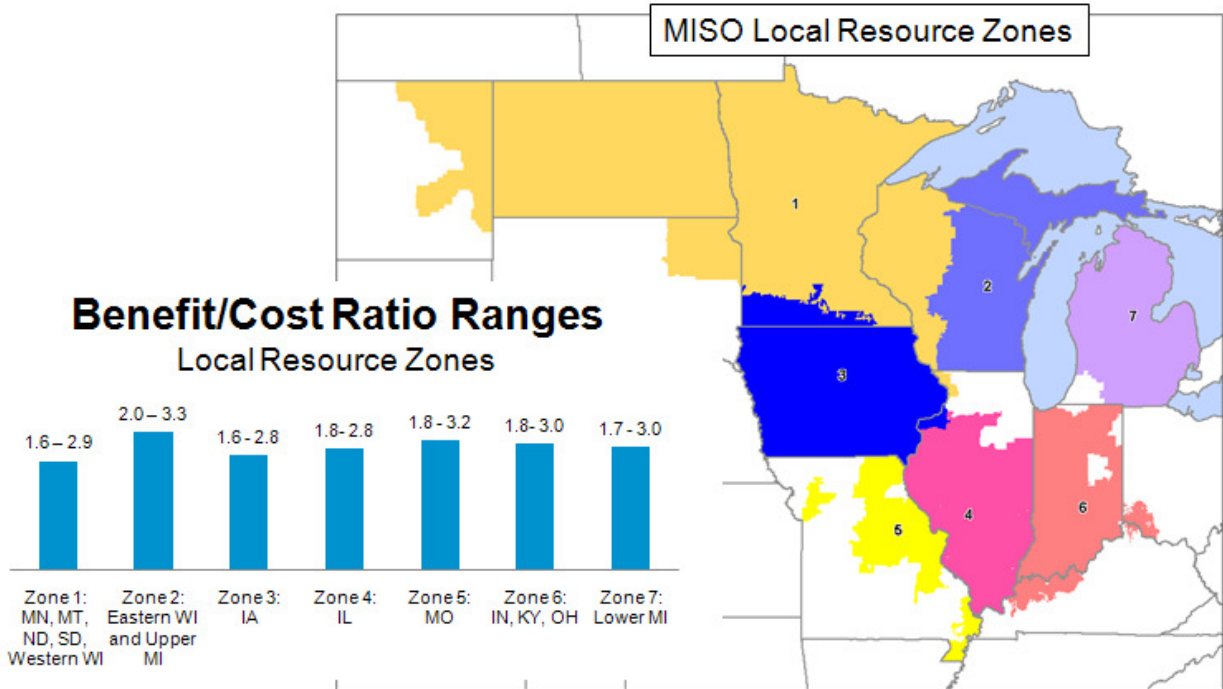 MISO Local Resource Zones
1
2
7
3
4
5
6
Benefit/Cost Ratio Ranges
Local Resource Zones
1.6 – 2.9
2.0 – 3.3
1.6 - 2.8
1.8 - 2.8
1.8 - 3.2
1.8 - 3.0
1.7 - 3.0
Zone 1:
MN, MT,
ND, SD,
Western WI
Zone 2:
Eastern WI
and Upper
MI
Zone 3:
IA
Zone 4:
IL
Zone 5:
MO
Zone 6:
IN, KY, OH
Zone 7:
Lower MI